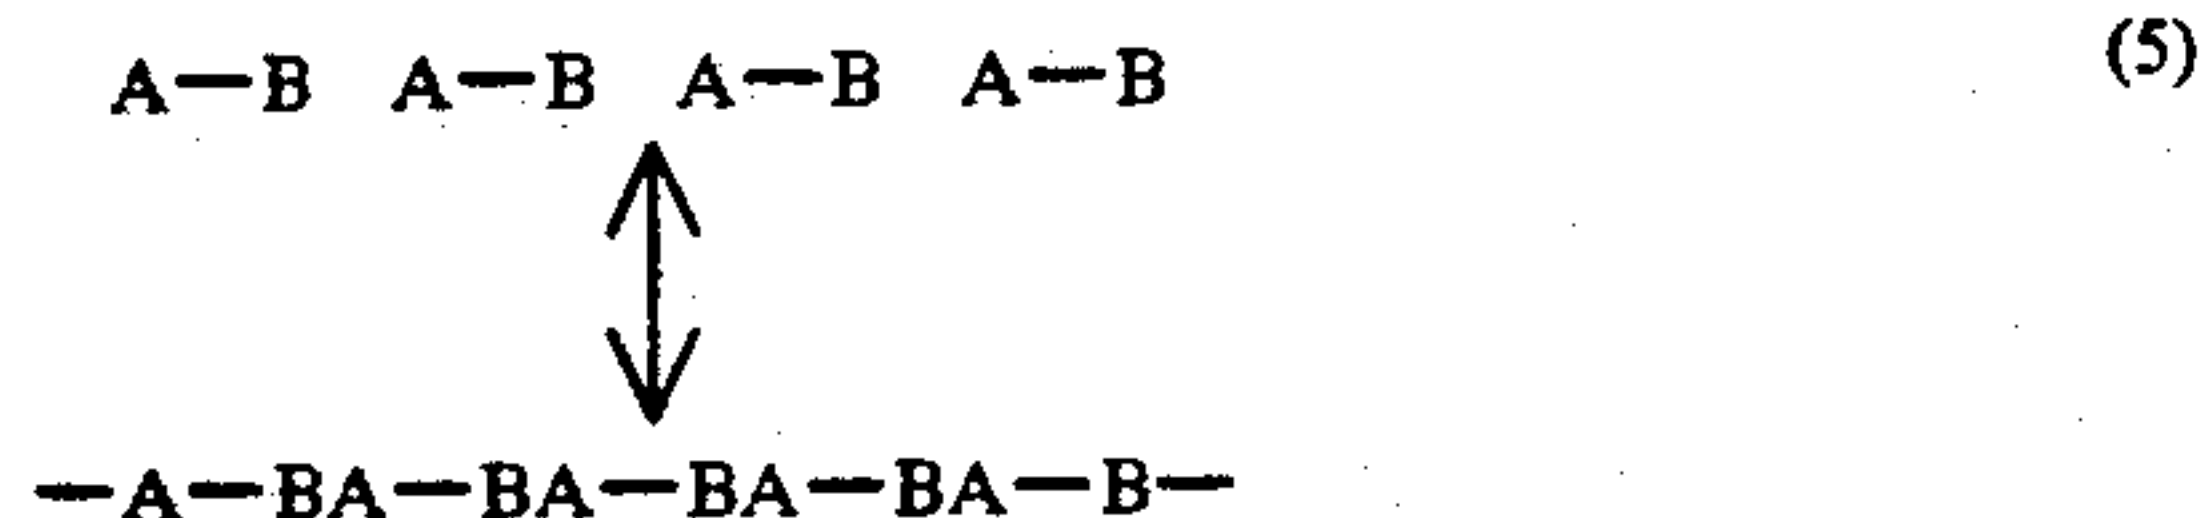 A—B A—B A—B A—B (5)
—A—BA—BA—BA—BA—B—